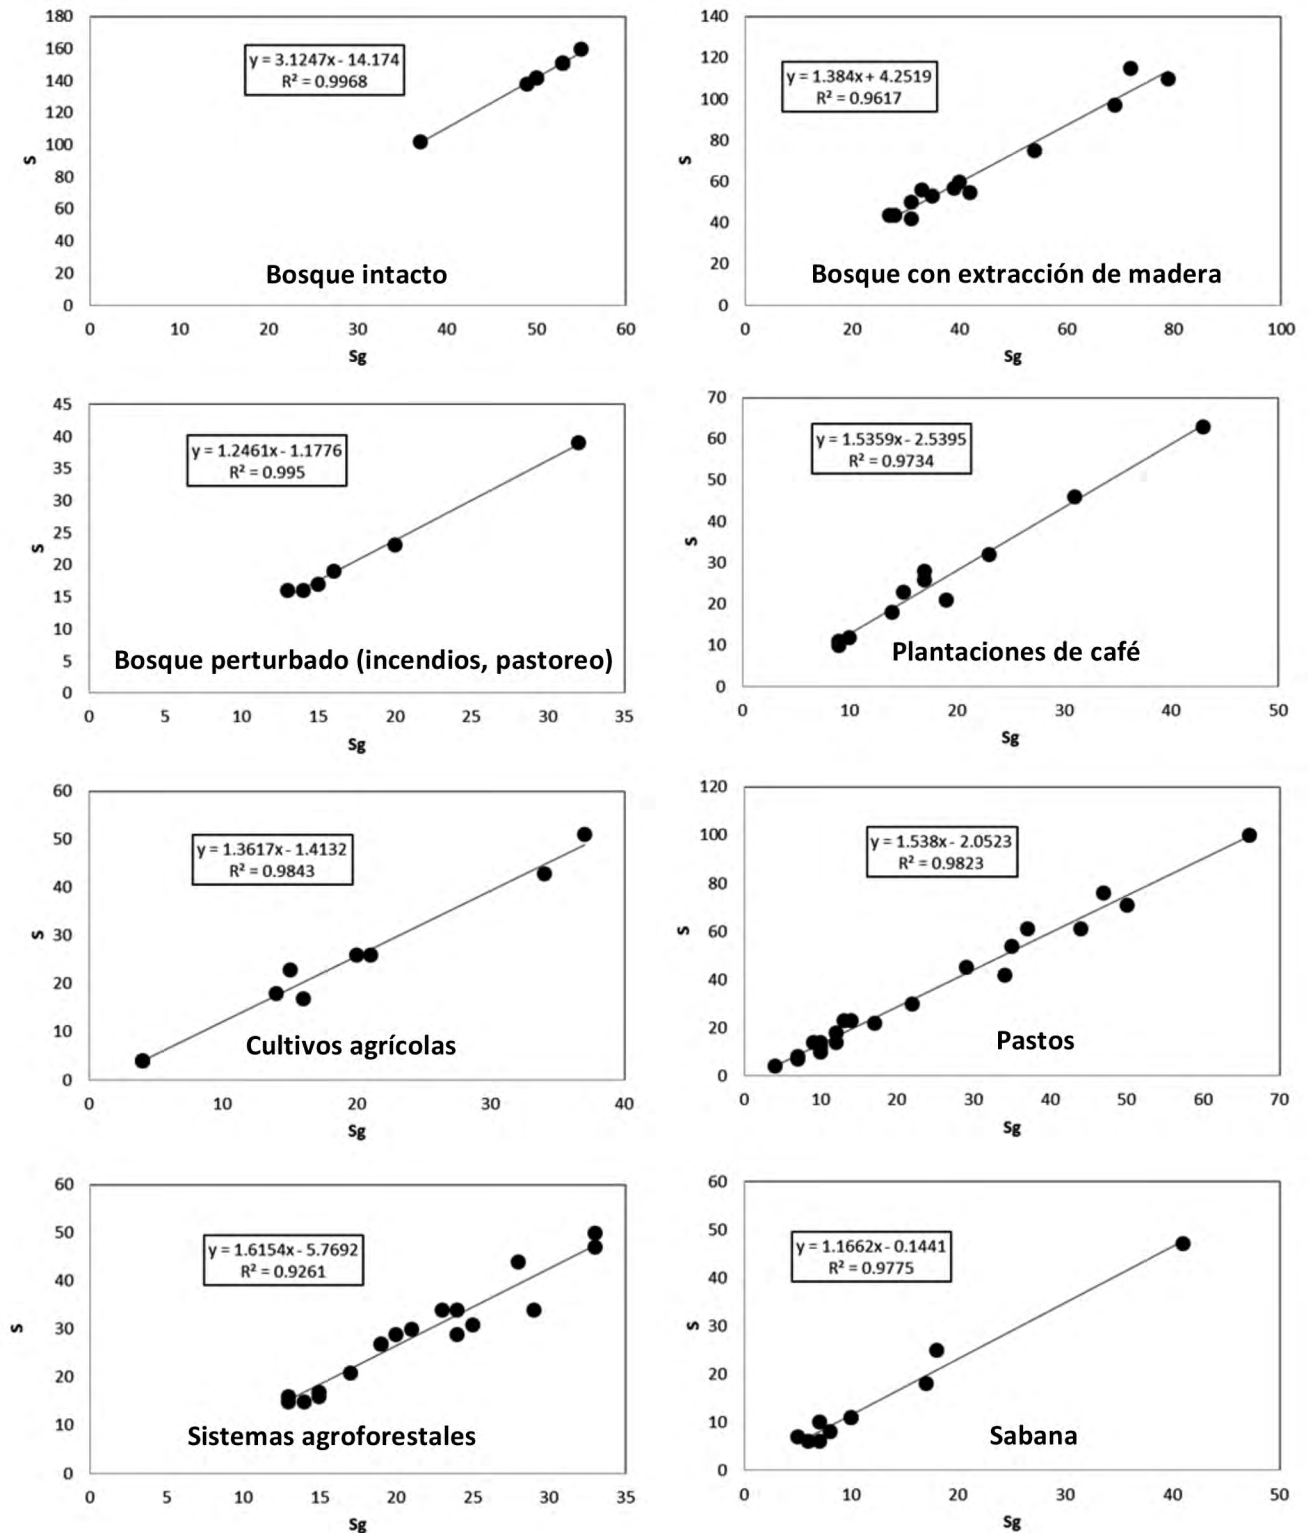 180
160
140
120
100
80
60
40
20
0
S
y = 3.1247x - 14.174
R² = 0.9968
Bosque intacto
0 10 20 30 40 50 60
Sg
140
120
100
80
60
40
20
0
S
y = 1.384x + 4.2519
R² = 0.9617
Bosque con extracción de madera
0 20 40 60 80 100
Sg
45
40
35
30
25
20
15
10
5
0
S
y = 1.2461x - 1.1776
R² = 0.995
Bosque perturbado (incendios, pastoreo)
0 5 10 15 20 25 30 35
Sg
70
60
50
40
30
20
10
0
S
y = 1.5359x - 2.5395
R² = 0.9734
Plantaciones de café
0 10 20 30 40 50
Sg
60
50
40
30
20
10
0
S
y = 1.3617x - 1.4132
R² = 0.9843
Cultivos agrícolas
0 10 20 30 40
Sg
120
100
80
60
40
20
0
S
y = 1.538x - 2.0523
R² = 0.9823
Pastos
0 10 20 30 40 50 60 70
Sg
60
50
40
30
20
10
0
S
y = 1.6154x - 5.7692
R² = 0.9261
Sistemas agroforestales
0 5 10 15 20 25 30 35
Sg
60
50
40
30
20
10
0
S
y = 1.1662x - 0.1441
R² = 0.9775
Sabana
0 10 20 30 40 50
Sg